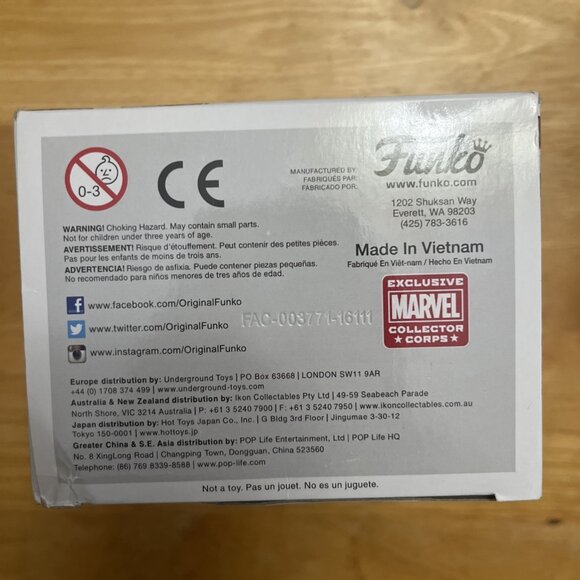 0-3
CE
MANUFACTURED BY
FABRIQUÉS PAR:
FABRICADO POR:
Funko
www.funko.com
1202 Shuksan Way
Everett, WA 98203
(425) 783-3616
WARNING! Choking Hazard. May contain small parts.
Not for children under three years of age.
AVERTISSEMENT! Risque d'étouffement. Peut contenir des petites pièces.
Pas pour les enfants de moins de trois ans.
ADVERTENCIA! Riesgo de asfixia. Puede contener piezas pequeñas.
No recomendado para niños menores de tres años de edad.
Made In Vietnam
Fabriqué En Viêt-nam / Hecho En Vietnam
www.facebook.com/OriginalFunko
www.twitter.com/OriginalFunko
www.instagram.com/OriginalFunko
FAC-003771-16111
EXCLUSIVE
MARVEL
COLLECTOR
★ CORPS ★
Europe distribution by: Underground Toys | PO Box 63668 | LONDON SW11 9AR
+44 (0) 1708 374 499 | www.underground-toys.com
Australia & New Zealand distribution by: Ikon Collectables Pty Ltd | 49-59 Seabeach Parade
North Shore, VIC 3214 Australia | P: +61 3 5240 7900 | F: +61 3 5240 7950 | www.ikoncollectables.com.au
Japan distribution by: Hot Toys Japan Co., Inc. | G Bldg 3rd Floor | Jingumae 3-30-12
Tokyo 150-0001 | www.hottoys.jp
Greater China & S.E. Asia distribution by: POP Life Entertainment, Ltd | POP Life HQ
No. 8 XingLong Road | Changping Town, Dongguan, China 523560
Telephone: (86) 769 8339-8588 | www.pop-life.com
Not a toy. Pas un jouet. No es un juguete.